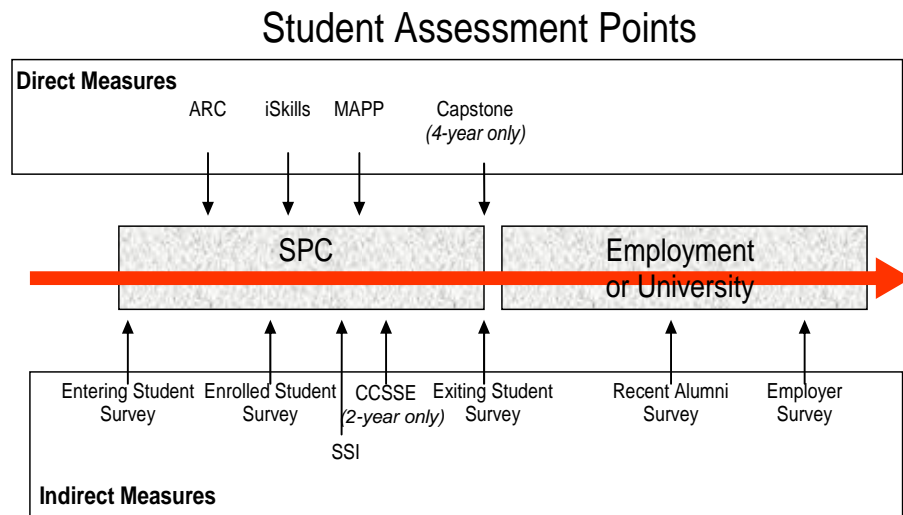 Student Assessment Points
Direct Measures
ARC
iSkills
MAPP
Capstone
(4-year only)
SPC
Employment
or University
Entering Student
Survey
Enrolled Student
Survey
SSI
CCSSE
(2-year only)
Exiting Student
Survey
Recent Alumni
Survey
Employer
Survey
Indirect Measures